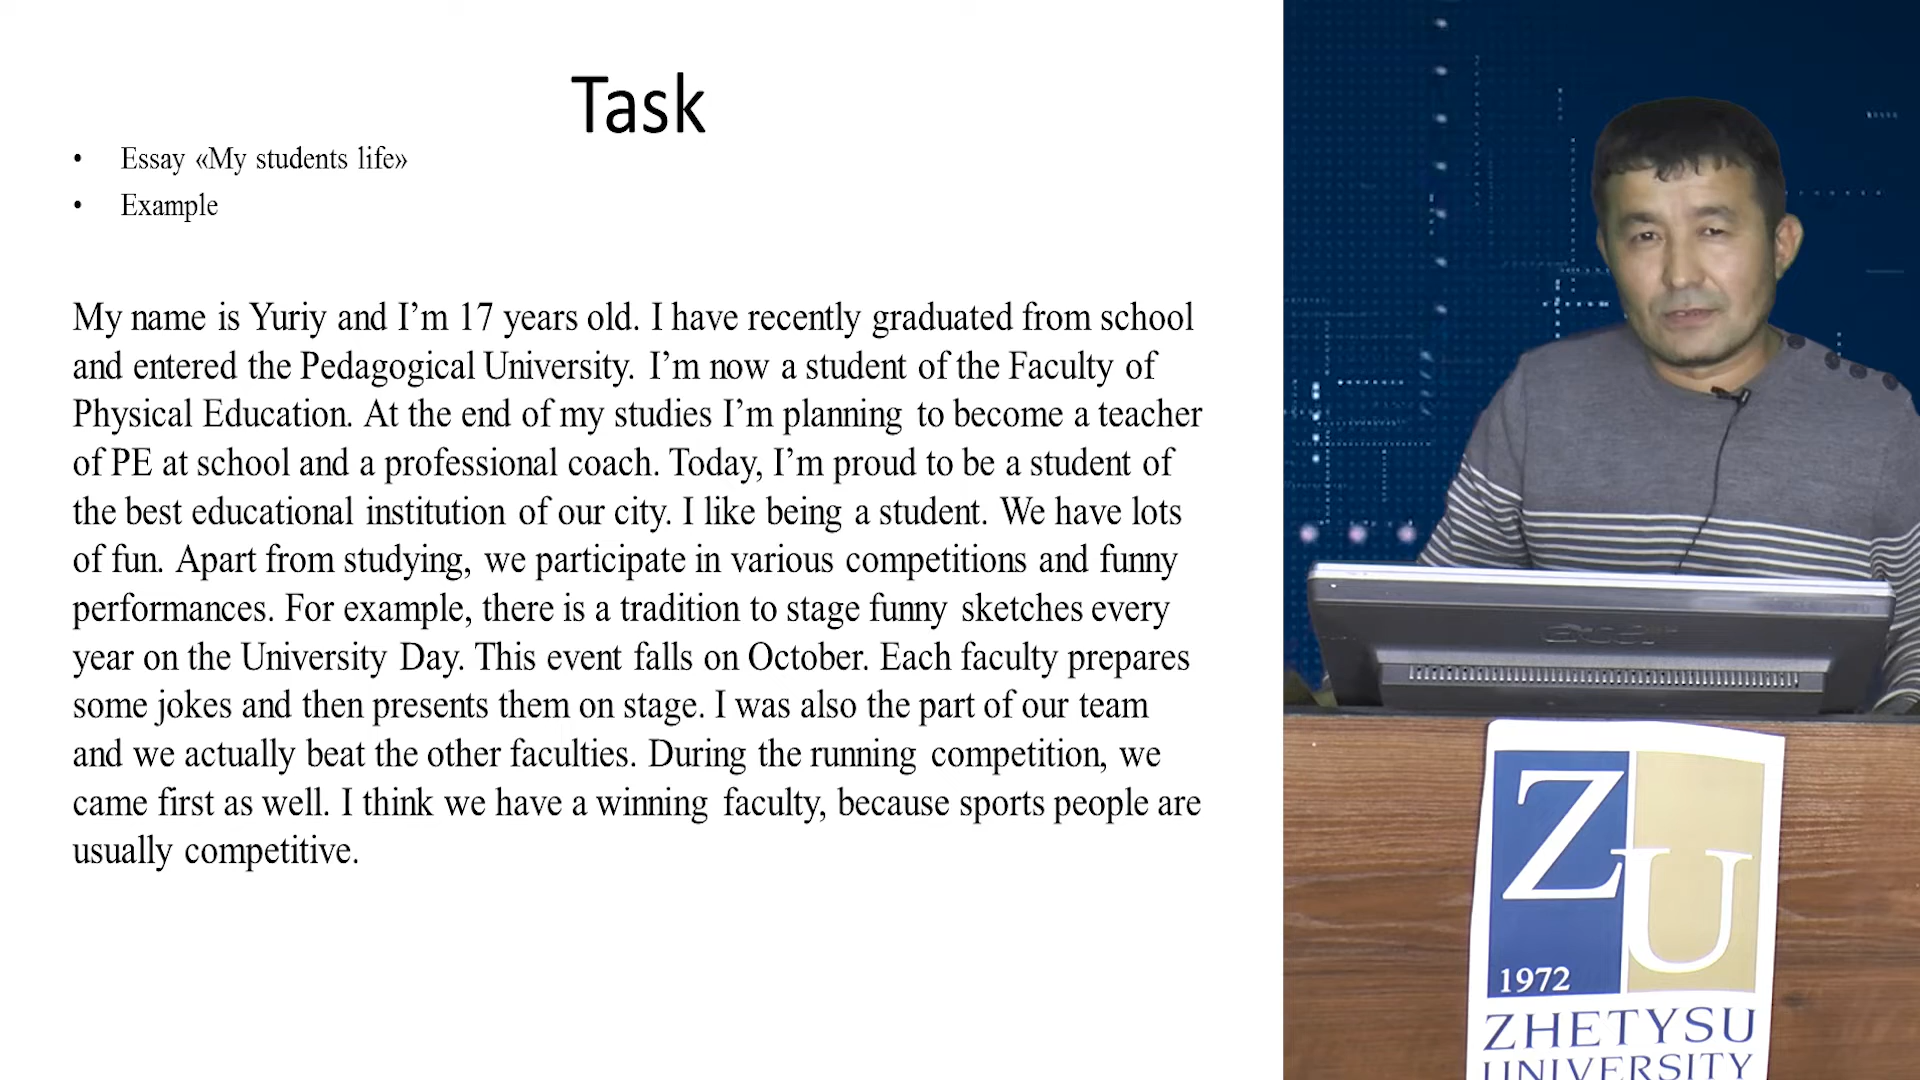 Task
• Essay «My students life»
• Example
My name is Yuriy and I’m 17 years old. I have recently graduated from school
and entered the Pedagogical University. I’m now a student of the Faculty of
Physical Education. At the end of my studies I’m planning to become a teacher
of PE at school and a professional coach. Today, I’m proud to be a student of
the best educational institution of our city. I like being a student. We have lots
of fun. Apart from studying, we participate in various competitions and funny
performances. For example, there is a tradition to stage funny sketches every
year on the University Day. This event falls on October. Each faculty prepares
some jokes and then presents them on stage. I was also the part of our team
and we actually beat the other faculties. During the running competition, we
came first as well. I think we have a winning faculty, because sports people are
usually competitive.
acer
ZU
1972
ZHETYSU
UNIVERSITY